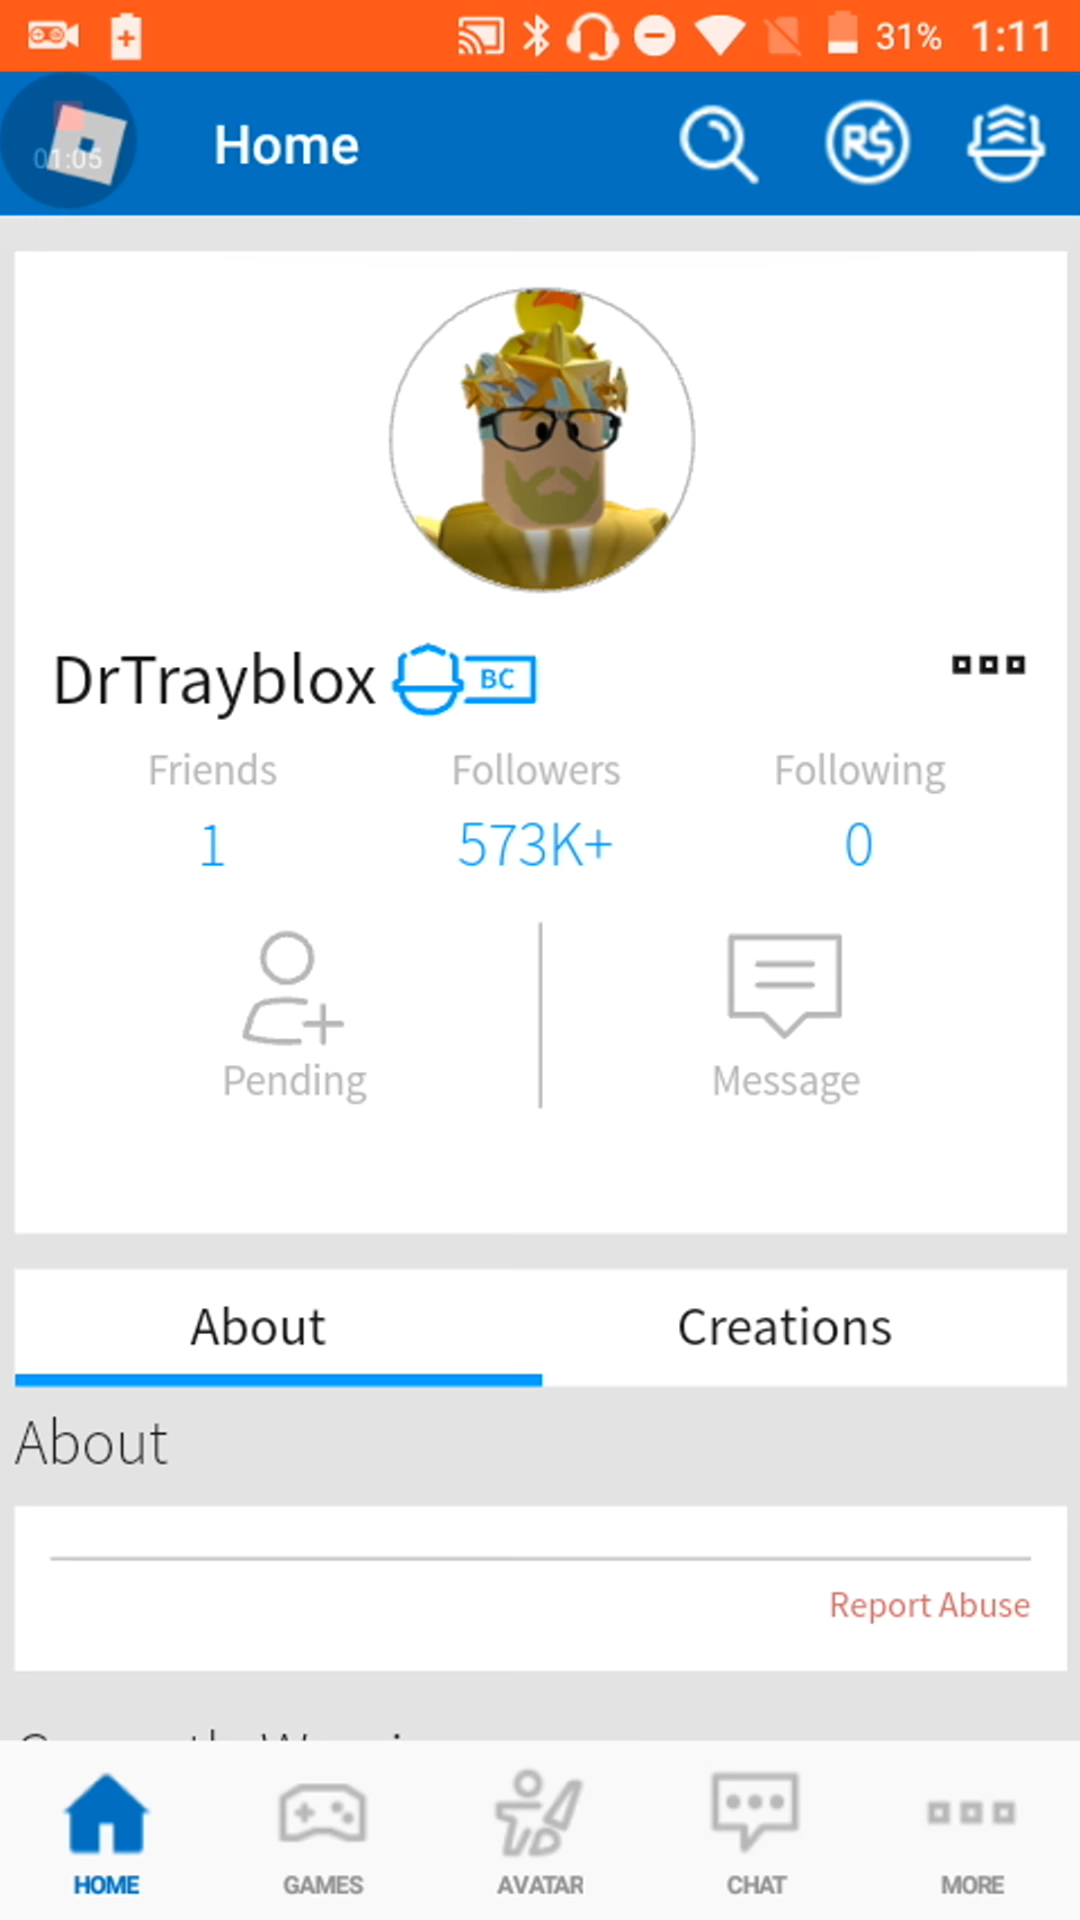 31% 1:11
01:05
Home
R$
DrTrayblox BC
Friends Followers Following
1 573K+ 0
Pending Message
About Creations
About
Report Abuse
HOME GAMES AVATAR CHAT MORE